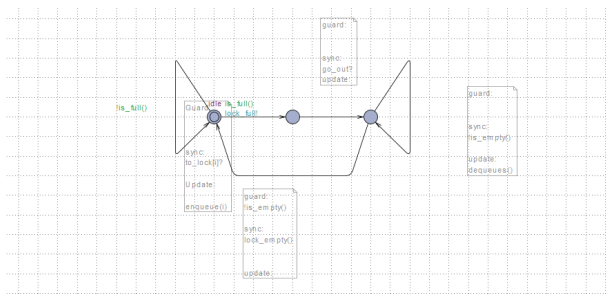 guard:
sync:
go_out?
update:
guard:
sync:
!is_empty()
update:
dequeues()
!is_full()
idle is_full()
lock_full!
Guard:
sync:
to_lock[i]?
Update:
enqueue(i)
guard:
!is_empty()
sync:
lock_empty()
update: